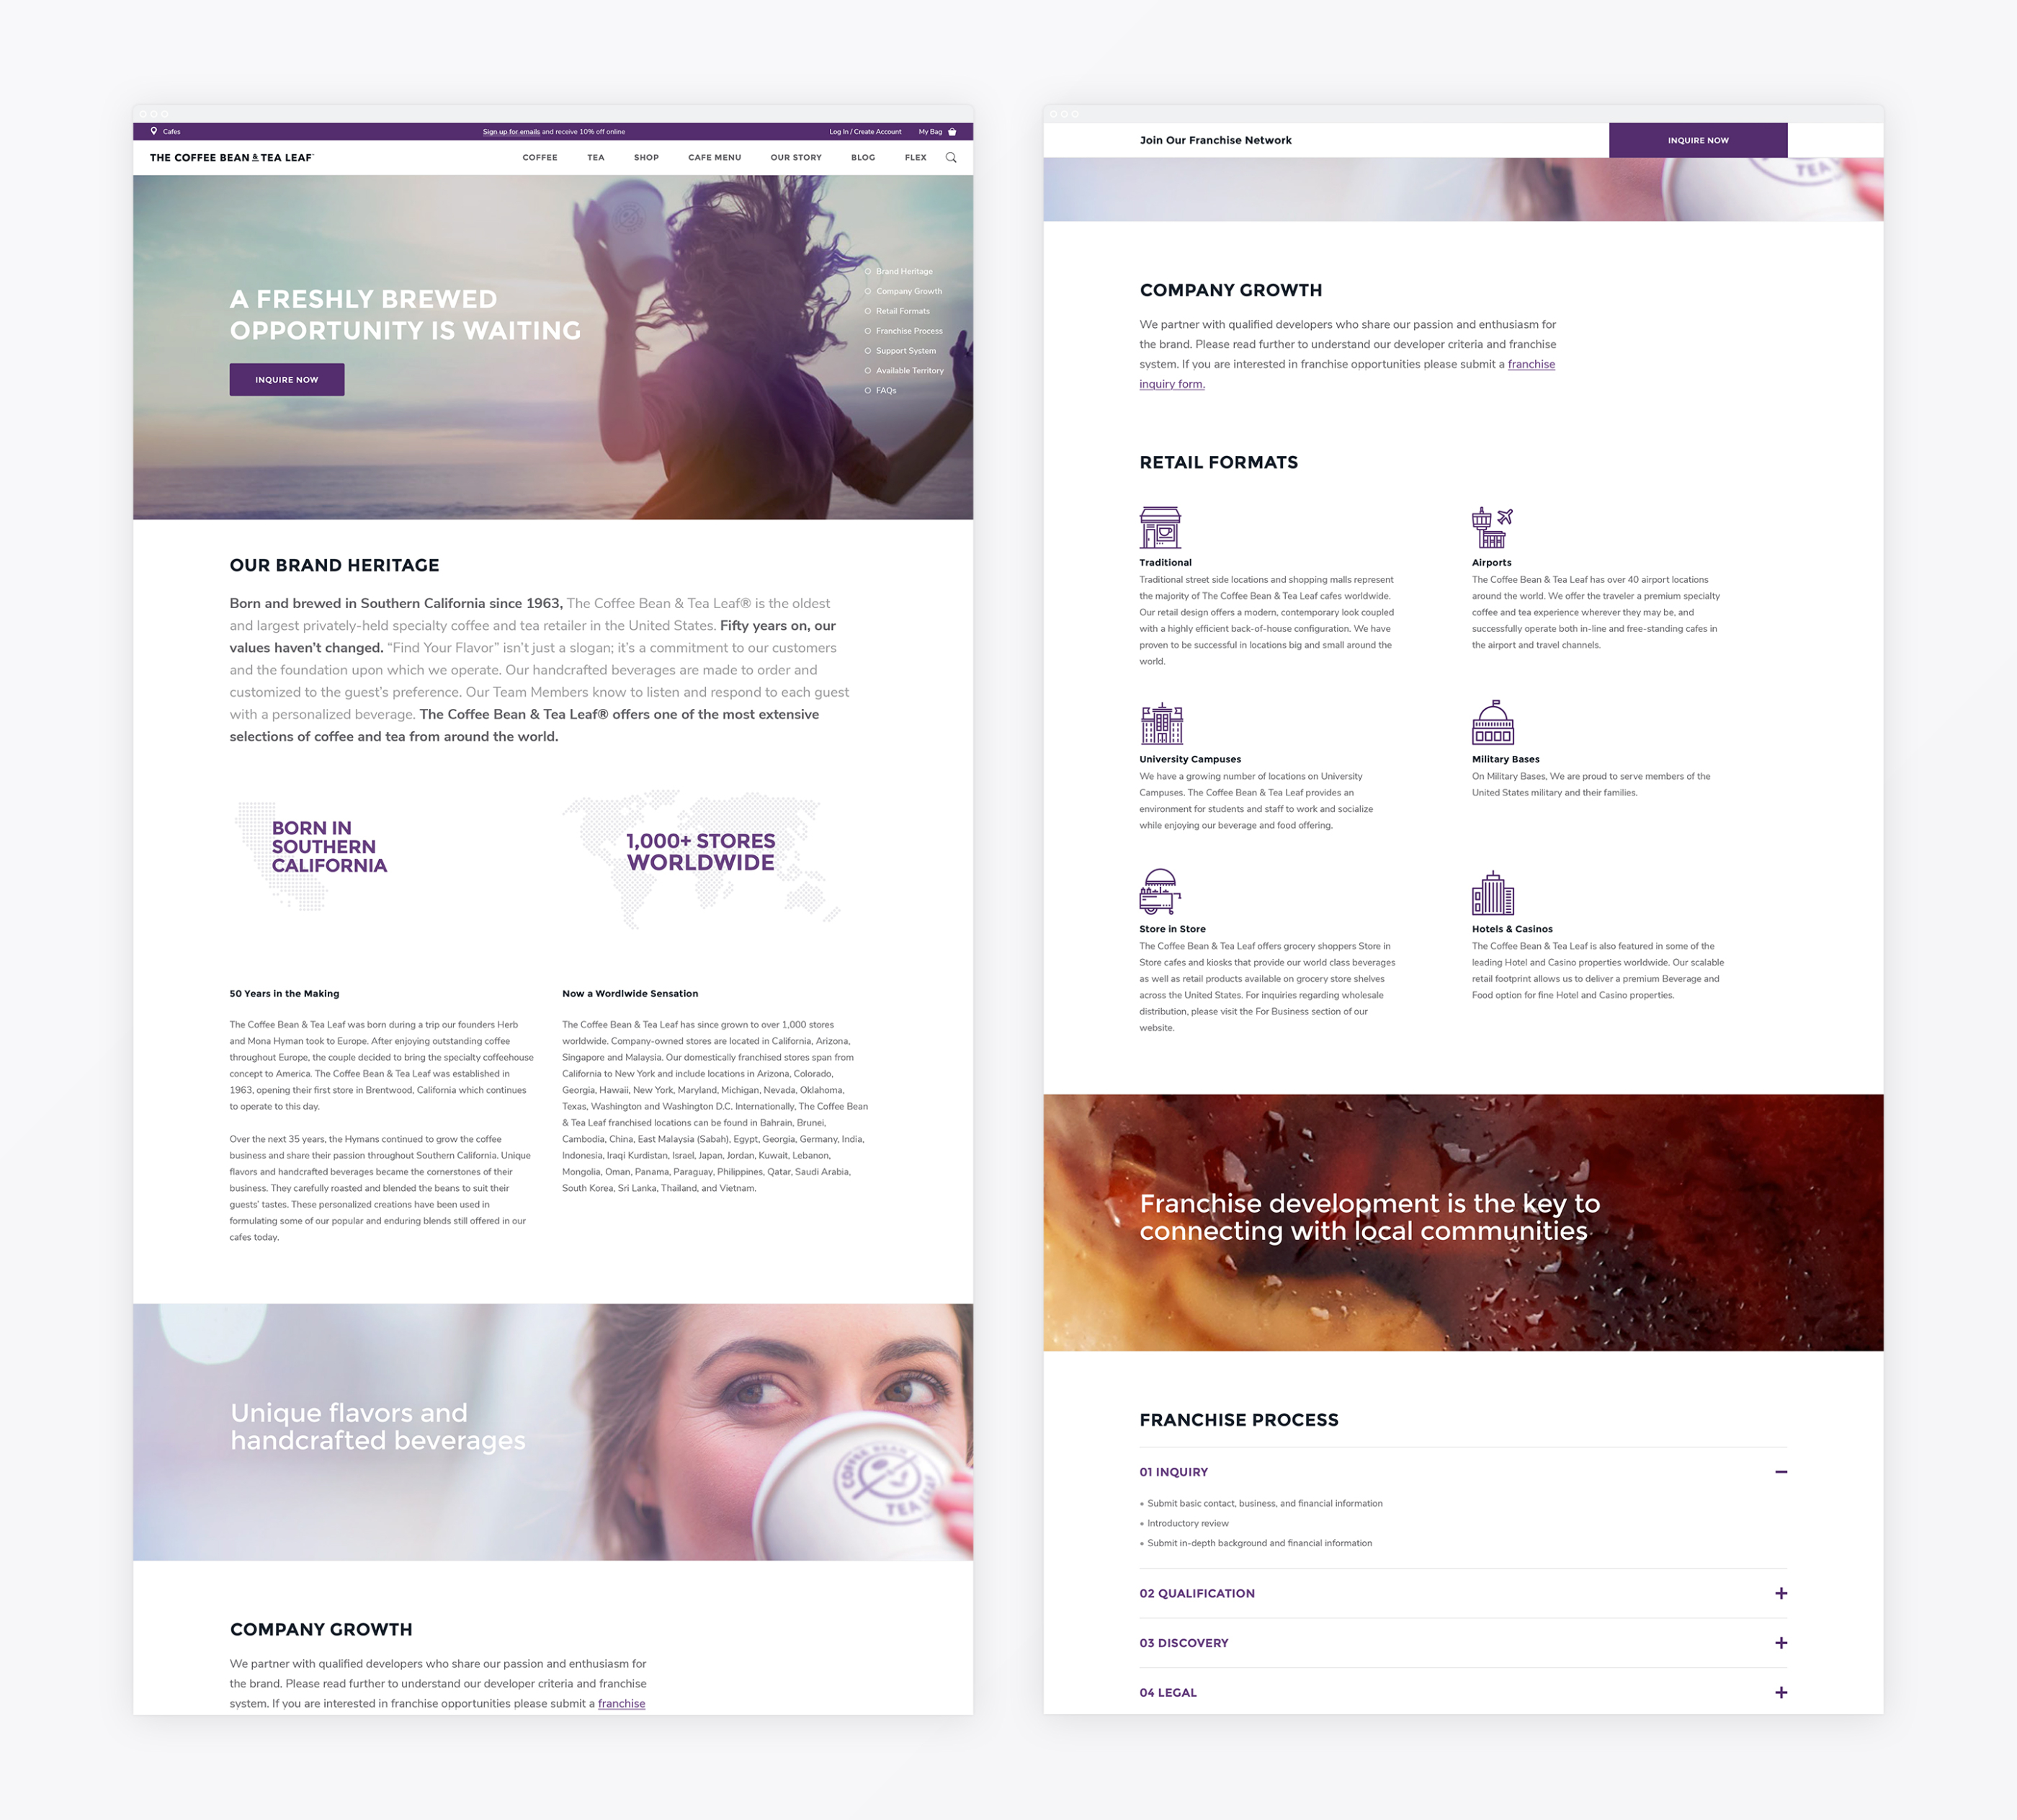 Cafes
Sign up for emails and receive 10% off online
Log In / Create Account
My Bag
THE COFFEE BEAN & TEA LEAF
COFFEE
TEA
SHOP
CAFE MENU
OUR STORY
BLOG
FLEX
A FRESHLY BREWED
OPPORTUNITY IS WAITING
INQUIRE NOW
Brand Heritage
Company Growth
Retail Formats
Franchise Process
Support System
Available Territory
FAQs
OUR BRAND HERITAGE
Born and brewed in Southern California since 1963, The Coffee Bean & Tea Leaf® is the oldest
and largest privately-held specialty coffee and tea retailer in the United States. Fifty years on, our
values haven’t changed. “Find Your Flavor” isn’t just a slogan; it’s a commitment to our customers
and the foundation upon which we operate. Our handcrafted beverages are made to order and
customized to the guest’s preference. Our Team Members know to listen and respond to each guest
with a personalized beverage. The Coffee Bean & Tea Leaf® offers one of the most extensive
selections of coffee and tea from around the world.
BORN IN
SOUTHERN
CALIFORNIA
1,000+ STORES
WORLDWIDE
50 Years in the Making
The Coffee Bean & Tea Leaf was born during a trip our founders Herb
and Mona Hyman took to Europe. After enjoying outstanding coffee
throughout Europe, the couple decided to bring the specialty coffeehouse
concept to America. The Coffee Bean & Tea Leaf was established in
1963, opening their first store in Brentwood, California which continues
to operate to this day.
Over the next 35 years, the Hymans continued to grow the coffee
business and share their passion throughout Southern California. Unique
flavors and handcrafted beverages became the cornerstones of their
business. They carefully roasted and blended the beans to suit their
guests’ tastes. These personalized creations have been used in
formulating some of our popular and enduring blends still offered in our
cafes today.
Now a Wordlwide Sensation
The Coffee Bean & Tea Leaf has since grown to over 1,000 stores
worldwide. Company-owned stores are located in California, Arizona,
Singapore and Malaysia. Our domestically franchised stores span from
California to New York and include locations in Arizona, Colorado,
Georgia, Hawaii, New York, Maryland, Michigan, Nevada, Oklahoma,
Texas, Washington and Washington D.C. Internationally, The Coffee Bean
& Tea Leaf franchised locations can be found in Bahrain, Brunei,
Cambodia, China, East Malaysia (Sabah), Egypt, Georgia, Germany, India,
Indonesia, Iraqi Kurdistan, Israel, Japan, Jordan, Kuwait, Lebanon,
Mongolia, Oman, Panama, Paraguay, Philippines, Qatar, Saudi Arabia,
South Korea, Sri Lanka, Thailand, and Vietnam.
Unique flavors and
handcrafted beverages
COFFEE BEAN &
TEA LEAF
COMPANY GROWTH
We partner with qualified developers who share our passion and enthusiasm for
the brand. Please read further to understand our developer criteria and franchise
system. If you are interested in franchise opportunities please submit a franchise
Join Our Franchise Network
INQUIRE NOW
TEA
COMPANY GROWTH
We partner with qualified developers who share our passion and enthusiasm for
the brand. Please read further to understand our developer criteria and franchise
system. If you are interested in franchise opportunities please submit a franchise
inquiry form.
RETAIL FORMATS
Traditional
Traditional street side locations and shopping malls represent
the majority of The Coffee Bean & Tea Leaf cafes worldwide.
Our retail design offers a modern, contemporary look coupled
with a highly efficient back-of-house configuration. We have
proven to be successful in locations big and small around the
world.
Airports
The Coffee Bean & Tea Leaf has over 40 airport locations
around the world. We offer the traveler a premium specialty
coffee and tea experience wherever they may be, and
successfully operate both in-line and free-standing cafes in
the airport and travel channels.
University Campuses
We have a growing number of locations on University
Campuses. The Coffee Bean & Tea Leaf provides an
environment for students and staff to work and socialize
while enjoying our beverage and food offering.
Military Bases
On Military Bases, We are proud to serve members of the
United States military and their families.
Store in Store
The Coffee Bean & Tea Leaf offers grocery shoppers Store in
Store cafes and kiosks that provide our world class beverages
as well as retail products available on grocery store shelves
across the United States. For inquiries regarding wholesale
distribution, please visit the For Business section of our
website.
Hotels & Casinos
The Coffee Bean & Tea Leaf is also featured in some of the
leading Hotel and Casino properties worldwide. Our scalable
retail footprint allows us to deliver a premium Beverage and
Food option for fine Hotel and Casino properties.
Franchise development is the key to
connecting with local communities
FRANCHISE PROCESS
01 INQUIRY
• Submit basic contact, business, and financial information
• Introductory review
• Submit in-depth background and financial information
02 QUALIFICATION
03 DISCOVERY
04 LEGAL